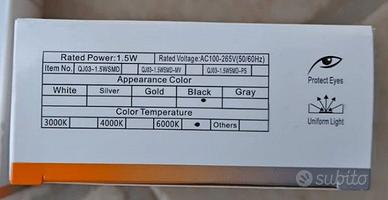 Rated Power:1.5W Rated Voltage:AC100-265V(50/60Hz)
Item No. QJ03-1.5WSMD QJ03-1.5WSMD-MV QJ03-1.5WSMD-PS
Appearance Color
White Silver Gold Black Gray
Color Temperature
3000K 4000K 6000K Others
Protect Eyes
Uniform Light
subito